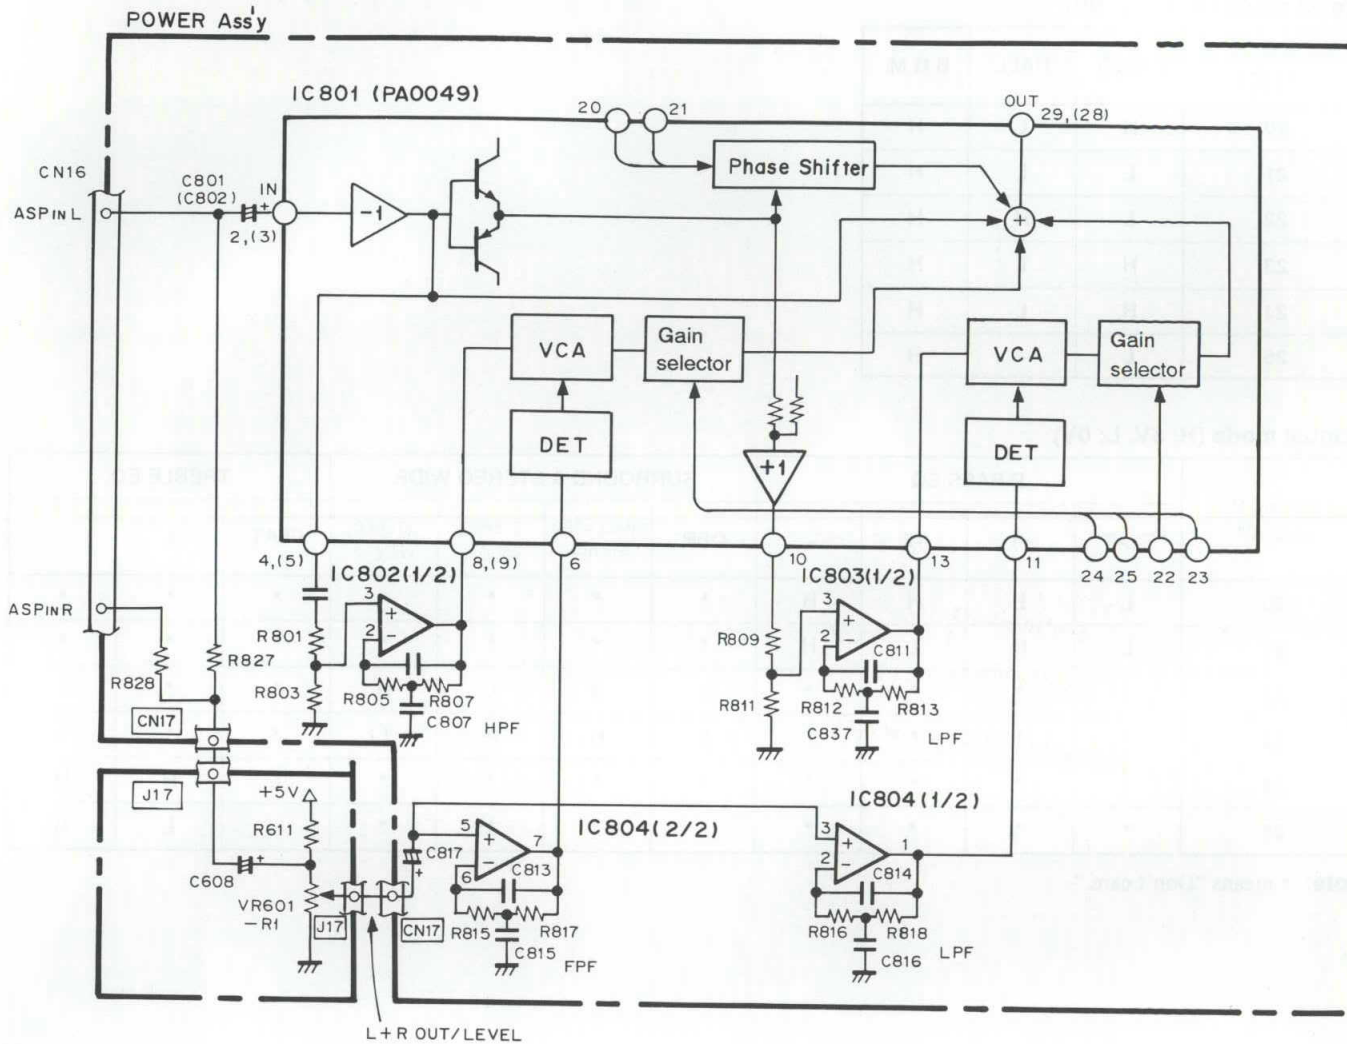 POWER Ass'y
IC801 (PA0049)
20
21
OUT
29,(28)
CN16
C801
(C802)
IN
ASPINL
2,(3)
-1
Phase Shifter
+
VCA
Gain
selector
DET
+1
VCA
Gain
selector
DET
4,(5)
8,(9)
6
10
13
11
24
25
22
23
IC802(1/2)
IC803(1/2)
ASPINR
3
+
2
-
3
+
2
-
R801
R803
R805
R807
C807
HPF
R809
R811
C811
R812
R813
C837
LPF
R828
R827
CN17
J17
+5V
R611
C608
VR601
-R1
J17
CN17
C817
5
+
6
-
7
IC804(2/2)
C813
R815
R817
C815
FPF
IC804(1/2)
3
+
2
-
1
C814
R816
R818
C816
LPF
L+R OUT/LEVEL